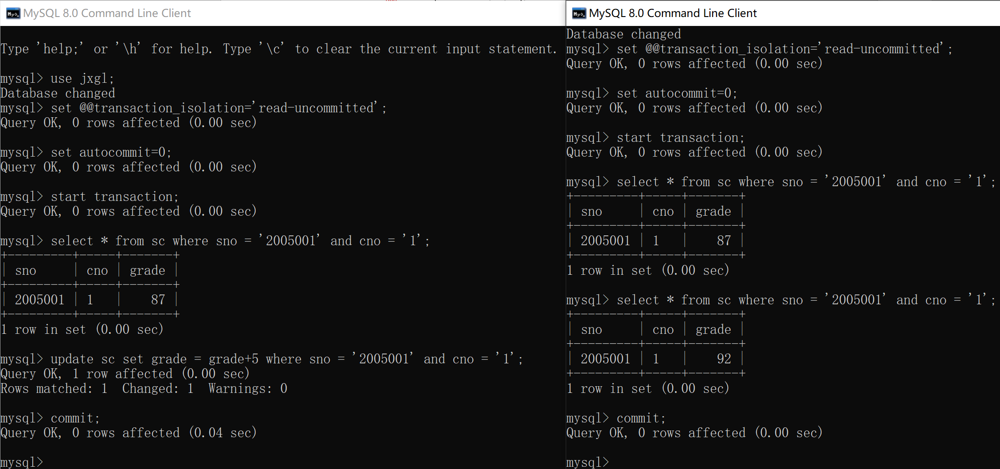 MySQL 8.0 Command Line Client
Type 'help;' or '\h' for help. Type '\c' to clear the current input statement.
mysql> use jxgl;
Database changed
mysql> set @@transaction_isolation='read-uncommitted';
Query OK, 0 rows affected (0.00 sec)
mysql> set autocommit=0;
Query OK, 0 rows affected (0.00 sec)
mysql> start transaction;
Query OK, 0 rows affected (0.00 sec)
mysql> select * from sc where sno = '2005001' and cno = '1';
+---------+-----+-------+
| sno     | cno | grade |
+---------+-----+-------+
| 2005001 | 1   |    87 |
+---------+-----+-------+
1 row in set (0.00 sec)
mysql> update sc set grade = grade+5 where sno = '2005001' and cno = '1';
Query OK, 1 row affected (0.00 sec)
Rows matched: 1  Changed: 1  Warnings: 0
mysql> commit;
Query OK, 0 rows affected (0.04 sec)
mysql>
MySQL 8.0 Command Line Client
Database changed
mysql> set @@transaction_isolation='read-uncommitted';
Query OK, 0 rows affected (0.00 sec)
mysql> set autocommit=0;
Query OK, 0 rows affected (0.00 sec)
mysql> start transaction;
Query OK, 0 rows affected (0.00 sec)
mysql> select * from sc where sno = '2005001' and cno = '1';
+---------+-----+-------+
| sno     | cno | grade |
+---------+-----+-------+
| 2005001 | 1   |    87 |
+---------+-----+-------+
1 row in set (0.00 sec)
mysql> select * from sc where sno = '2005001' and cno = '1';
+---------+-----+-------+
| sno     | cno | grade |
+---------+-----+-------+
| 2005001 | 1   |    92 |
+---------+-----+-------+
1 row in set (0.00 sec)
mysql> commit;
Query OK, 0 rows affected (0.00 sec)
mysql>